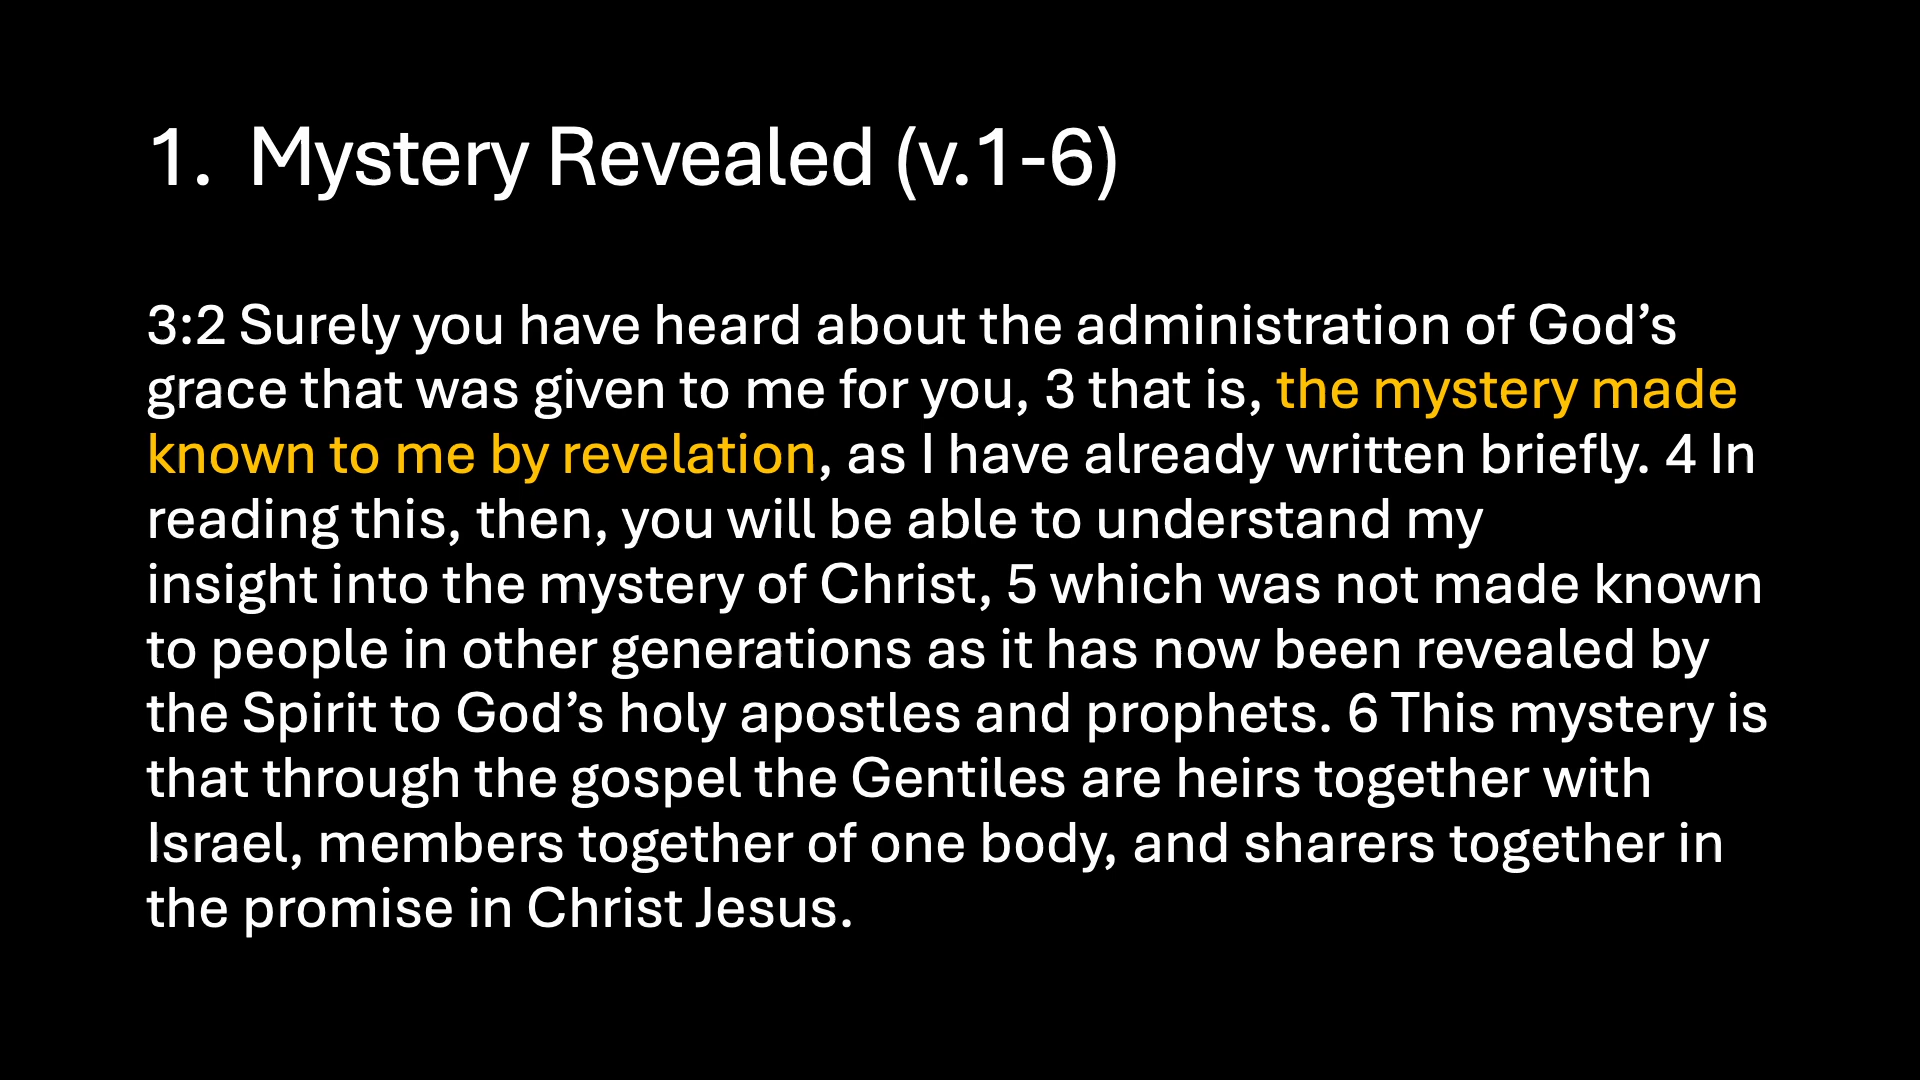 1. Mystery Revealed (v.1-6)
3:2 Surely you have heard about the administration of God’s
grace that was given to me for you, 3 that is, the mystery made
known to me by revelation, as I have already written briefly. 4 In
reading this, then, you will be able to understand my
insight into the mystery of Christ, 5 which was not made known
to people in other generations as it has now been revealed by
the Spirit to God’s holy apostles and prophets. 6 This mystery is
that through the gospel the Gentiles are heirs together with
Israel, members together of one body, and sharers together in
the promise in Christ Jesus.